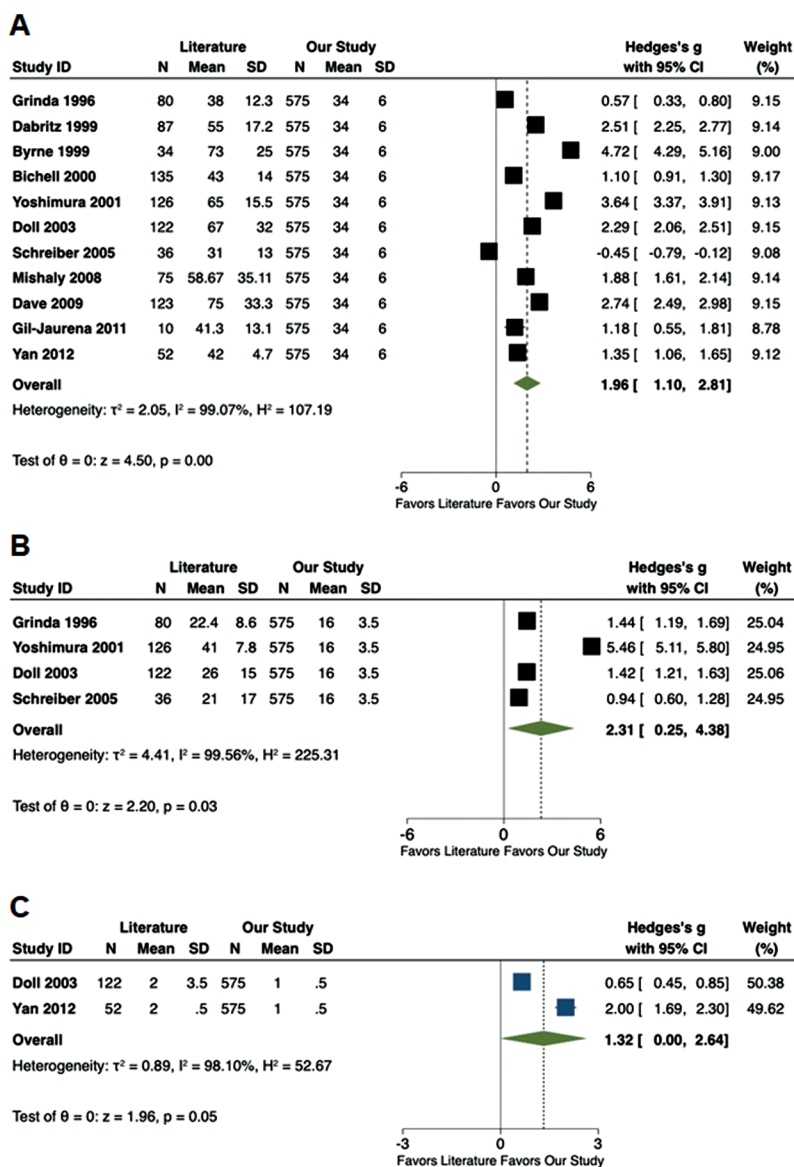 A
Literature Our Study Hedges's g Weight
Study ID N Mean SD N Mean SD with 95% CI (%)
Grinda 1996 80 38 12.3 575 34 6 0.57 [ 0.33, 0.80] 9.15
Dabritz 1999 87 55 17.2 575 34 6 2.51 [ 2.25, 2.77] 9.14
Byrne 1999 34 73 25 575 34 6 4.72 [ 4.29, 5.16] 9.00
Bichell 2000 135 43 14 575 34 6 1.10 [ 0.91, 1.30] 9.17
Yoshimura 2001 126 65 15.5 575 34 6 3.64 [ 3.37, 3.91] 9.13
Doll 2003 122 67 32 575 34 6 2.29 [ 2.06, 2.51] 9.15
Schreiber 2005 36 31 13 575 34 6 -0.45 [ -0.79, -0.12] 9.08
Mishaly 2008 75 58.67 35.11 575 34 6 1.88 [ 1.61, 2.14] 9.14
Dave 2009 123 75 33.3 575 34 6 2.74 [ 2.49, 2.98] 9.15
Gil-Jaurena 2011 10 41.3 13.1 575 34 6 1.18 [ 0.55, 1.81] 8.78
Yan 2012 52 42 4.7 575 34 6 1.35 [ 1.06, 1.65] 9.12
Overall 1.96 [ 1.10, 2.81]
Heterogeneity: τ² = 2.05, I² = 99.07%, H² = 107.19
Test of θ = 0: z = 4.50, p = 0.00
-6 0 6
Favors Literature Favors Our Study
B
Literature Our Study Hedges's g Weight
Study ID N Mean SD N Mean SD with 95% CI (%)
Grinda 1996 80 22.4 8.6 575 16 3.5 1.44 [ 1.19, 1.69] 25.04
Yoshimura 2001 126 41 7.8 575 16 3.5 5.46 [ 5.11, 5.80] 24.95
Doll 2003 122 26 15 575 16 3.5 1.42 [ 1.21, 1.63] 25.06
Schreiber 2005 36 21 17 575 16 3.5 0.94 [ 0.60, 1.28] 24.95
Overall 2.31 [ 0.25, 4.38]
Heterogeneity: τ² = 4.41, I² = 99.56%, H² = 225.31
Test of θ = 0: z = 2.20, p = 0.03
-6 0 6
Favors Literature Favors Our Study
C
Literature Our Study Hedges's g Weight
Study ID N Mean SD N Mean SD with 95% CI (%)
Doll 2003 122 2 3.5 575 1 .5 0.65 [ 0.45, 0.85] 50.38
Yan 2012 52 2 .5 575 1 .5 2.00 [ 1.69, 2.30] 49.62
Overall 1.32 [ 0.00, 2.64]
Heterogeneity: τ² = 0.89, I² = 98.10%, H² = 52.67
Test of θ = 0: z = 1.96, p = 0.05
-3 0 3
Favors Literature Favors Our Study